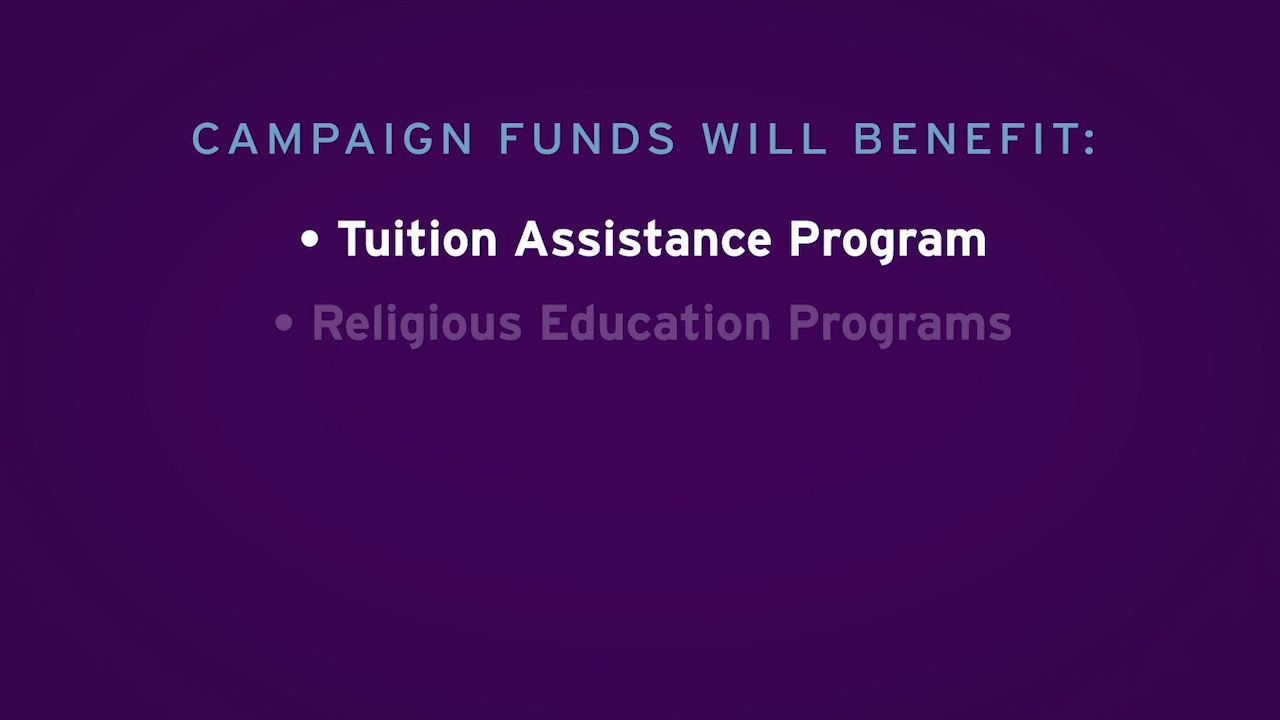 CAMPAIGN FUNDS WILL BENEFIT:
• Tuition Assistance Program
• Religious Education Programs